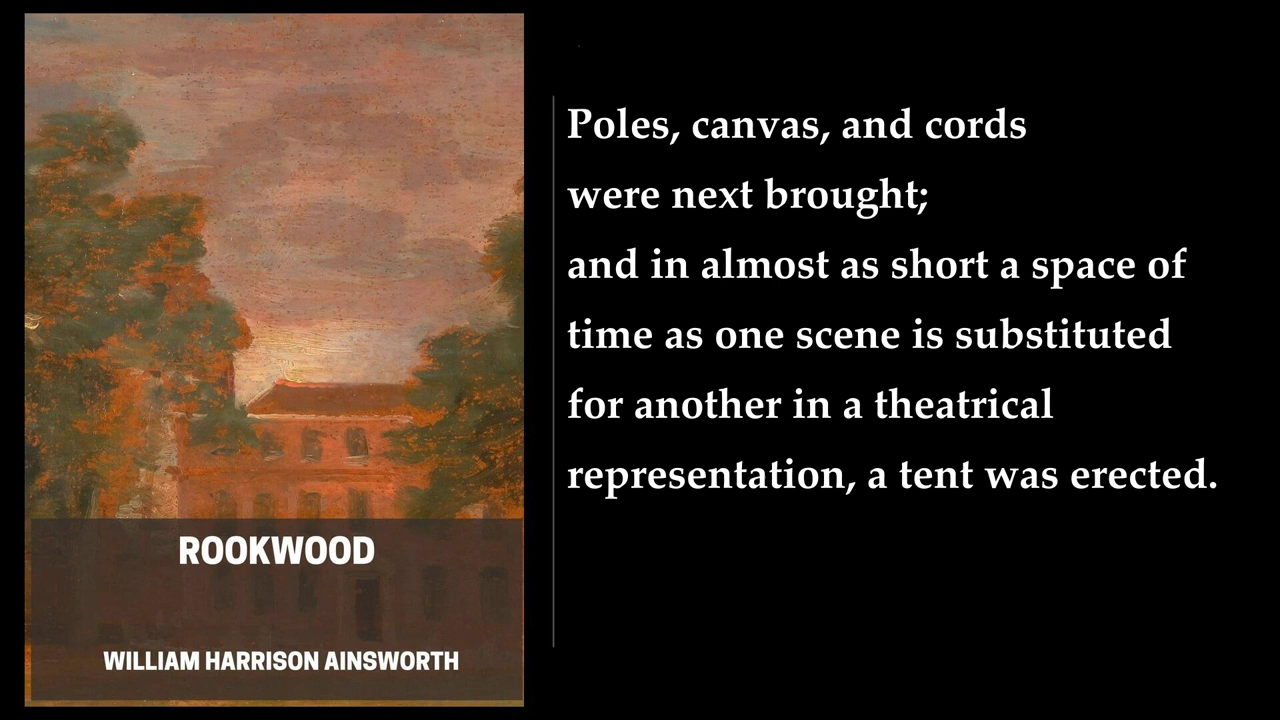 ROOKWOOD
WILLIAM HARRISON AINSWORTH
Poles, canvas, and cords
were next brought;
and in almost as short a space of
time as one scene is substituted
for another in a theatrical
representation, a tent was erected.